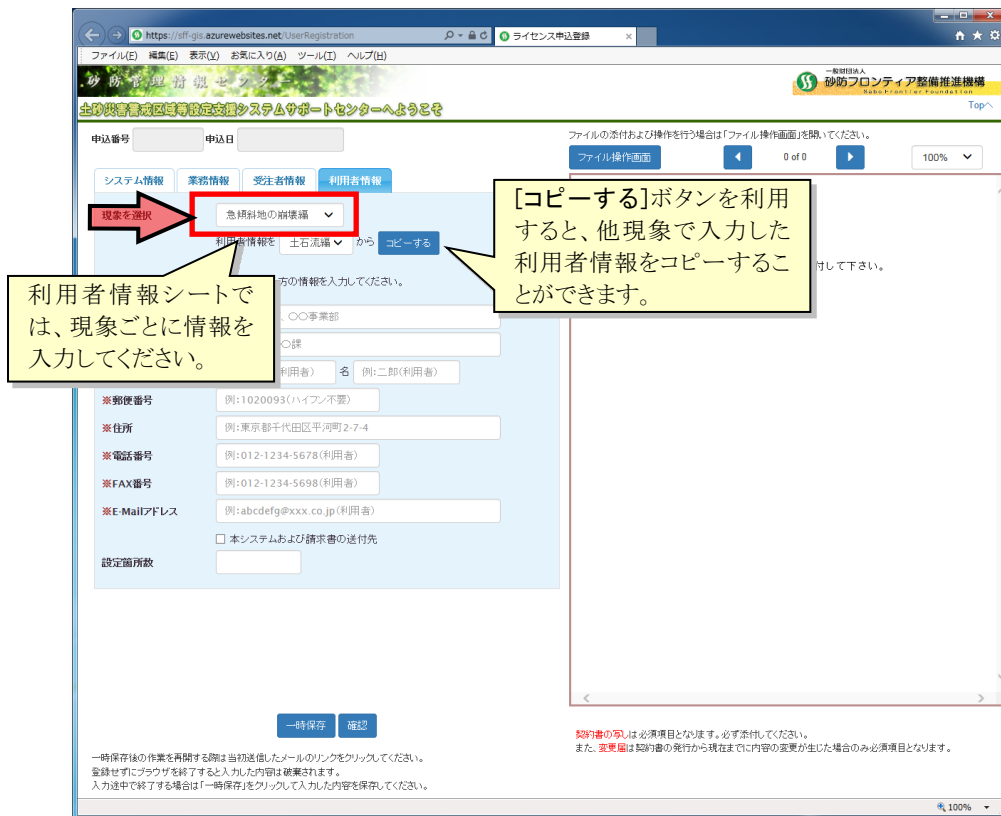 https://sff-gis.azurewebsites.net/UserRegistration
ライセンス申込登録
ファイル(F) 編集(E) 表示(V) お気に入り(A) ツール(T) ヘルプ(H)
砂防管理情報センター
一般財団法人
砂防フロンティア整備推進機構
Sabo Frontier Foundation
土砂災害警戒区域等設定支援システムサポートセンターへようこそ
Topへ
申込番号 申込日
ファイルの添付および操作を行う場合は「ファイル操作画面」を開いてください。
ファイル操作画面 0 of 0 100%
システム情報 業務情報 受注者情報 利用者情報
現象を選択 急傾斜地の崩壊編
利用者情報を 土石流編 から コピーする
[コピーする]ボタンを利用
すると、他現象で入力した
利用者情報をコピーするこ
とができます。
付して下さい。
方の情報を入力してください。
利用者情報シートで
は、現象ごとに情報を
入力してください。
、○○事業部
○課
利用者) 名 例:二郎(利用者)
※郵便番号 例:1020093(ハイフン不要)
※住所 例:東京都千代田区平河町2-7-4
※電話番号 例:012-1234-5678(利用者)
※FAX番号 例:012-1234-5698(利用者)
※E-Mailアドレス 例:abcdefg@xxx.co.jp(利用者)
本システムおよび請求書の送付先
設定箇所数
一時保存 確認
契約書の写しは必須項目となります。必ず添付してください。
また、変更届は契約書の発行から現在までに内容の変更が生じた場合のみ必須項目となります。
一時保存後の作業を再開する際は当初送信したメールのリンクをクリックしてください。
登録せずにブラウザを終了すると入力した内容は破棄されます。
入力途中で終了する場合は「一時保存」をクリックして入力した内容を保存してください。
100%